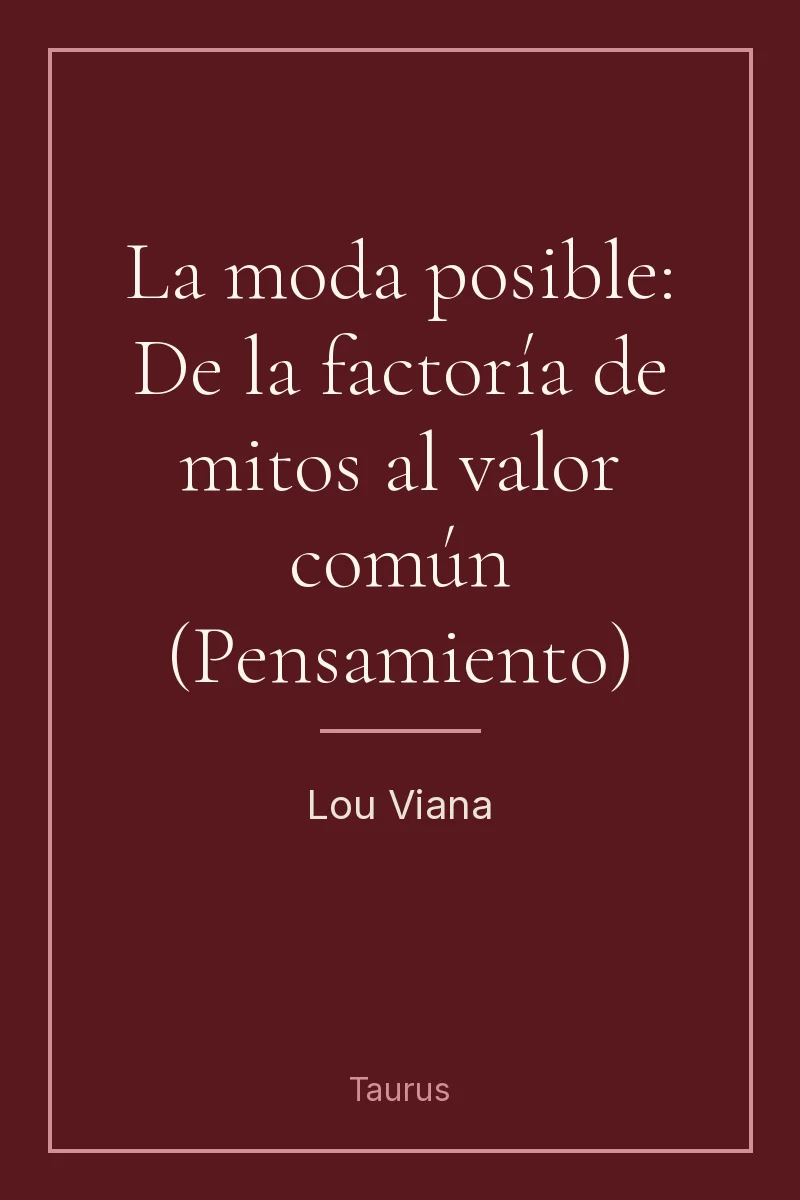 La moda posible:
De la factoría de
mitos al valor
común
(Pensamiento)
Lou Viana
Taurus